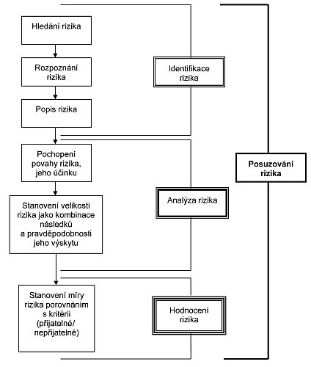 Hledání rizika
Rozpoznání
rizika
Popis rizika
Identifikace
rizika
Pochopení
povahy rizika,
jeho účinku
Stanovení velikosti
rizika jako kombinace
následků
a pravděpodobnosti
jeho výskytu
Analýza rizika
Stanovení míry
rizika porovnáním
s kritérii
(přijatelné/
nepřijatelné)
Hodnocení
rizika
Posuzování
rizika